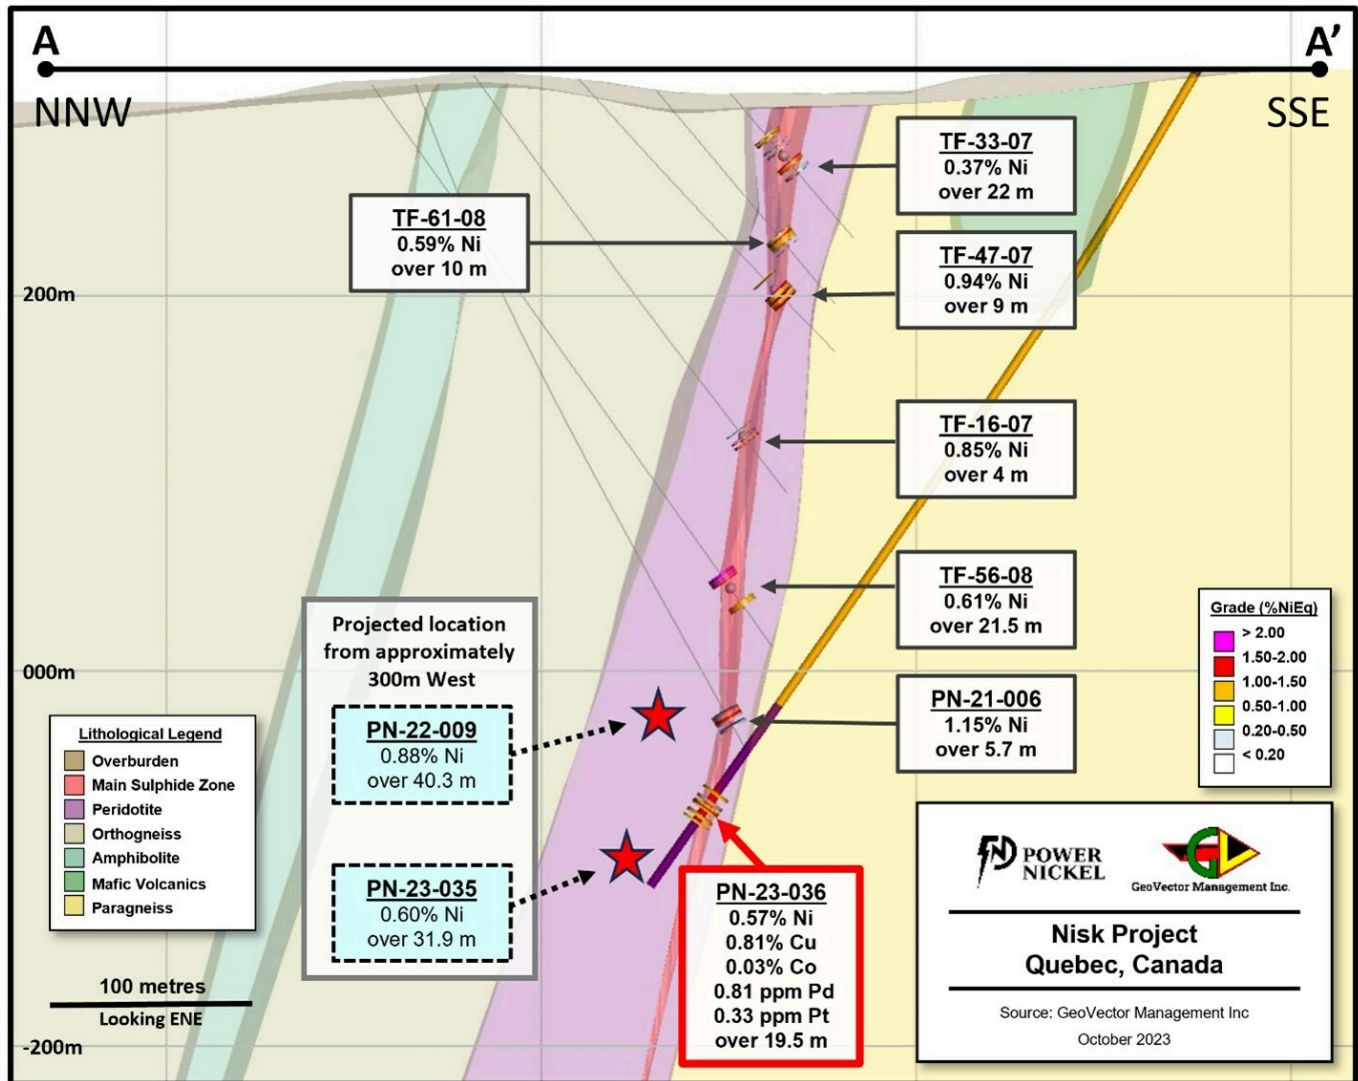 A
A’
NNW
SSE
TF-33-07
0.37% Ni
over 22 m
TF-61-08
0.59% Ni
over 10 m
TF-47-07
0.94% Ni
over 9 m
200m
TF-16-07
0.85% Ni
over 4 m
TF-56-08
0.61% Ni
over 21.5 m
Projected location
from approximately
300m West
PN-22-009
0.88% Ni
over 40.3 m
PN-23-035
0.60% Ni
over 31.9 m
000m
PN-21-006
1.15% Ni
over 5.7 m
Grade (%NiEq)
> 2.00
1.50-2.00
1.00-1.50
0.50-1.00
0.20-0.50
< 0.20
Lithological Legend
Overburden
Main Sulphide Zone
Peridotite
Orthogneiss
Amphibolite
Mafic Volcanics
Paragneiss
PN-23-036
0.57% Ni
0.81% Cu
0.03% Co
0.81 ppm Pd
0.33 ppm Pt
over 19.5 m
100 metres
Looking ENE
-200m
POWER
NICKEL
GeoVector Management Inc.
Nisk Project
Quebec, Canada
Source: GeoVector Management Inc
October 2023